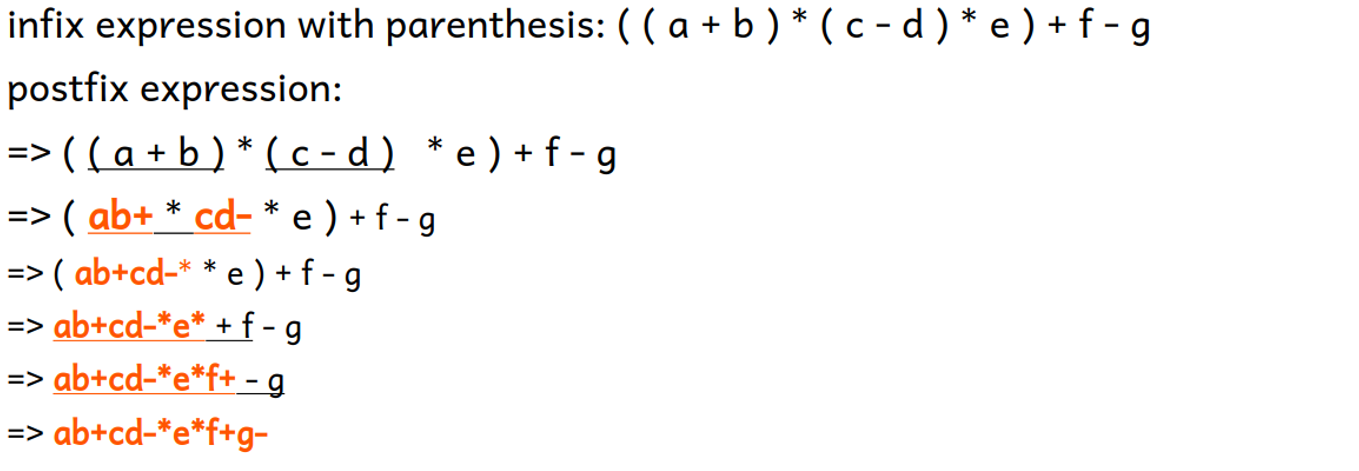 infix expression with parenthesis: ( ( a + b ) * ( c - d ) * e ) + f - g
postfix expression:
=> ( ( a + b ) * ( c - d ) * e ) + f - g
=> ( ab+ * cd- * e ) + f - g
=> ( ab+cd-* * e ) + f - g
=> ab+cd-*e* + f - g
=> ab+cd-*e*f+ - g
=> ab+cd-*e*f+g-